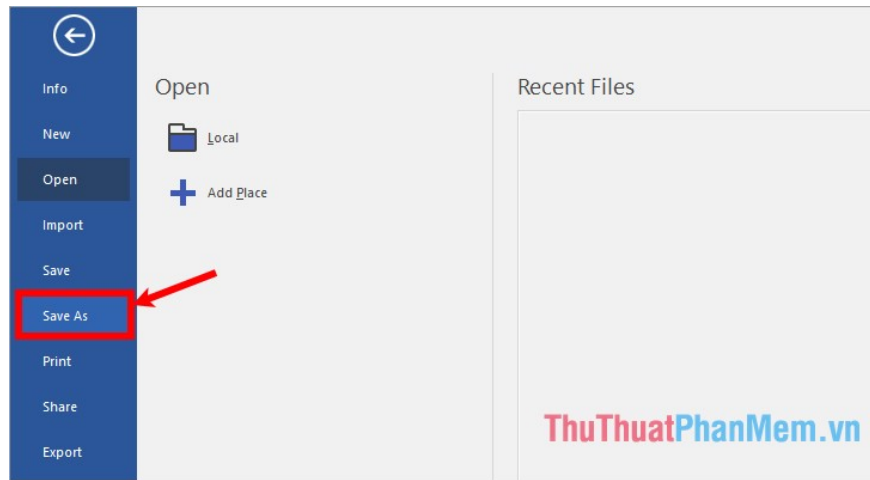 Info
New
Open
Import
Save
Save As
Print
Share
Export
Open
Local
Add Place
Recent Files
ThuThuatPhanMem.vn